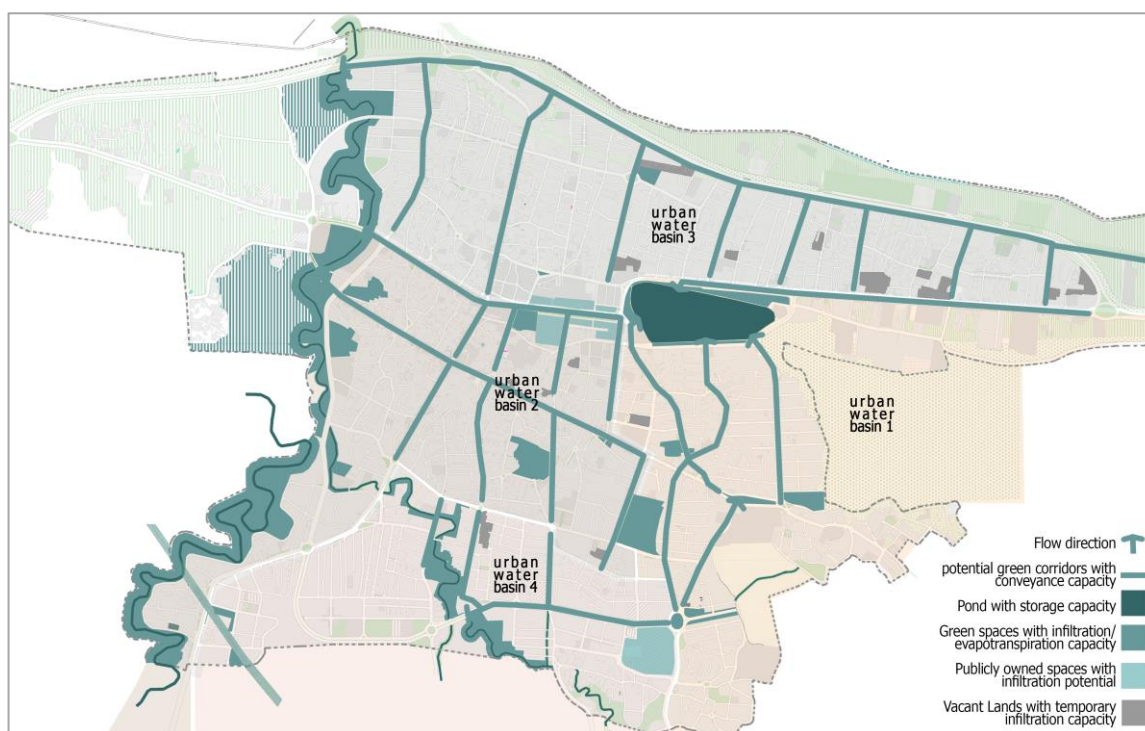 urban
water
basin 3
urban
water
basin 2
urban
water
basin 1
urban
water
basin 4
Flow direction
potential green corridors with
conveyance capacity
Pond with storage capacity
Green spaces with infiltration/
evapotranspiration capacity
Publicly owned spaces with
infiltration potential
Vacant Lands with temporary
infiltration capacity